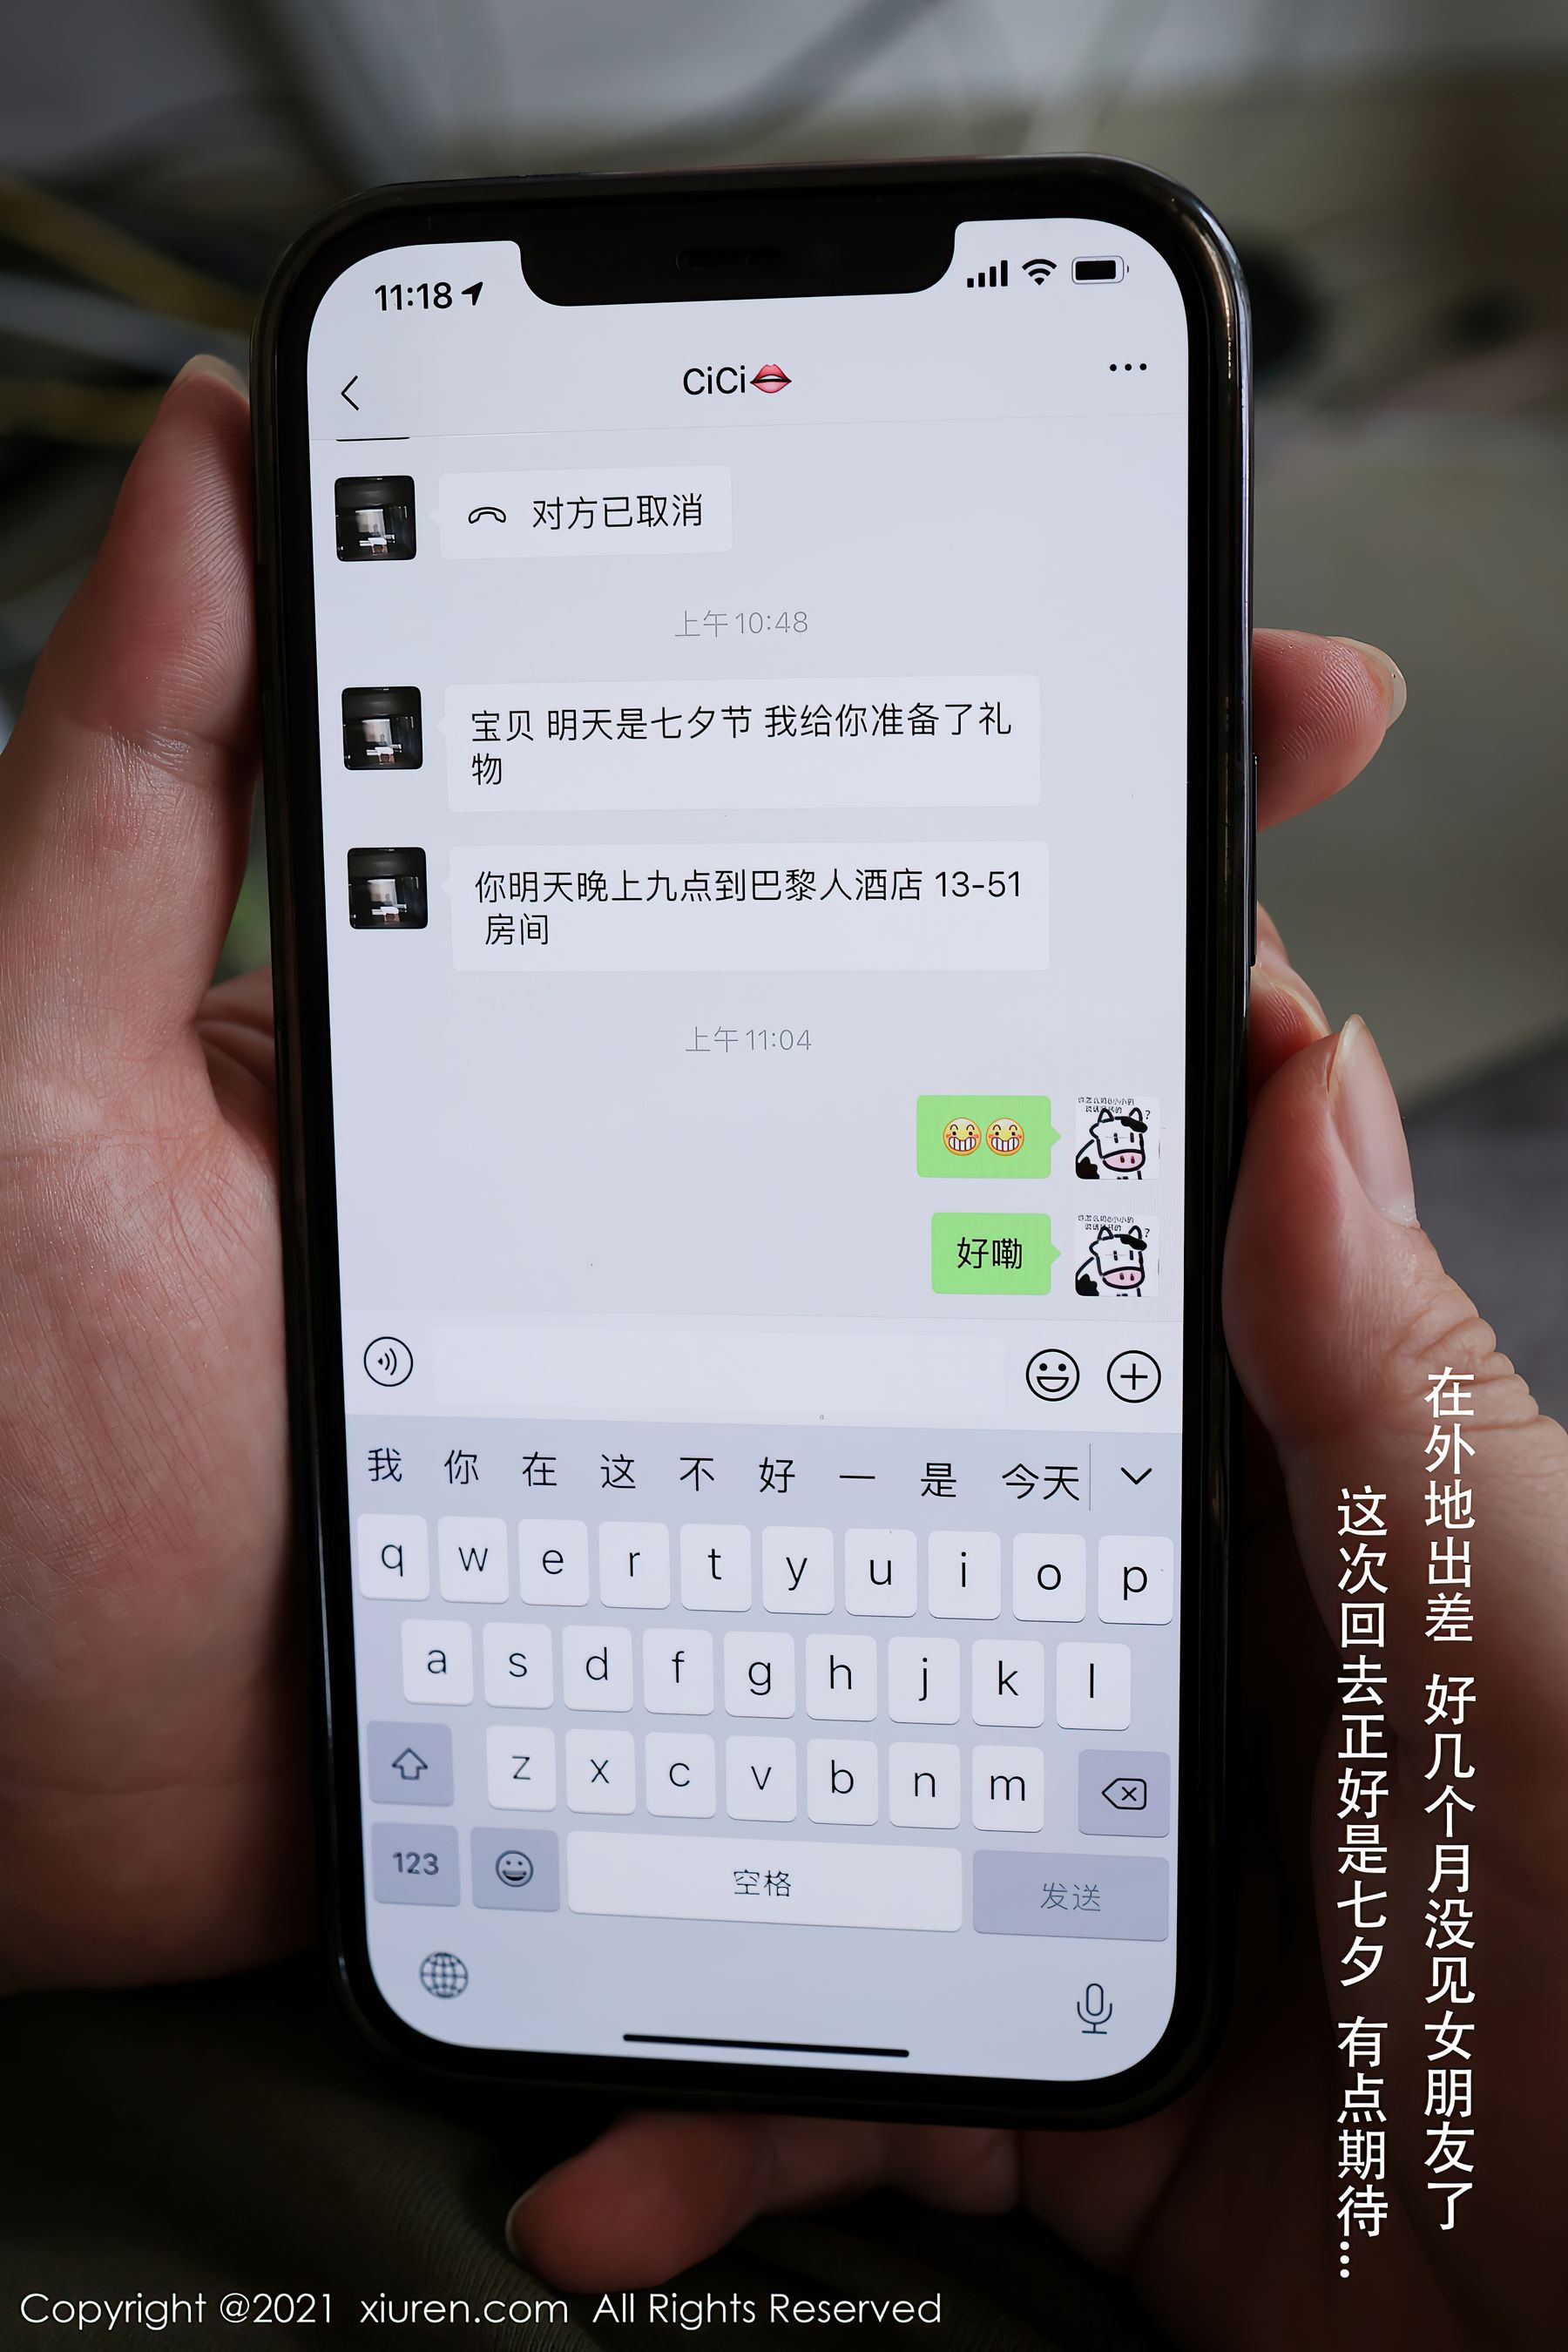 11:18
CiCi
对方已取消
上午10:48
宝贝 明天是七夕节 我给你准备了礼
物
你明天晚上九点到巴黎人酒店 13-51
房间
上午11:04
好嘞
我 你 在 这 不 好 一 是 今天
q w e r t y u i o p
a s d f g h j k l
z x c v b n m
123 空格 发送
在外地出差 好几个月没见女朋友了
这次回去正好是七夕 有点期待...
Copyright @2021 xiuren.com All Rights Reserved